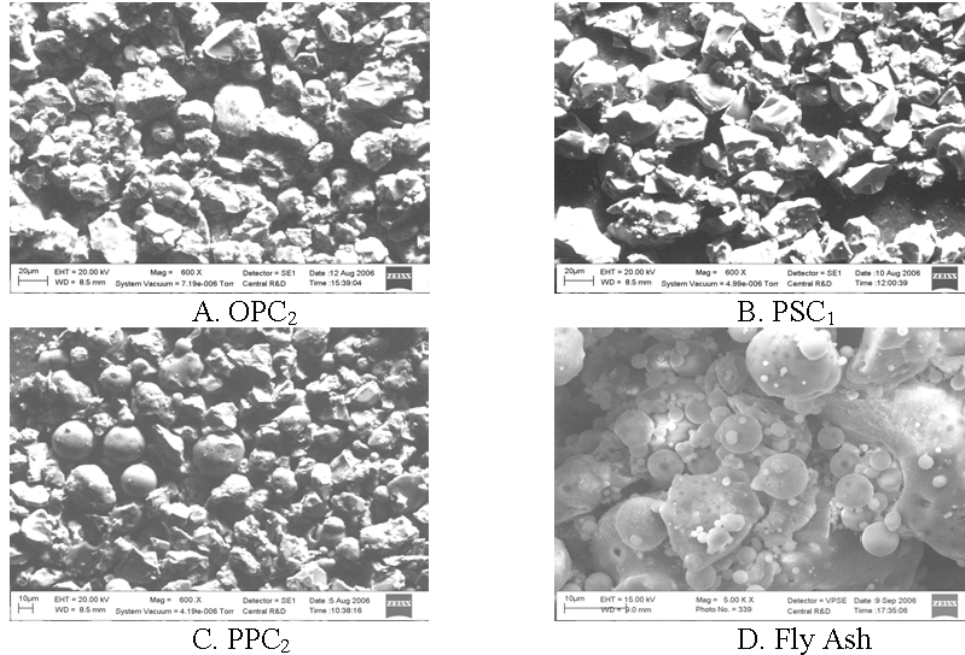 20µm EHT = 20.00 kV Mag = 600 X Detector = SE1 Date :12 Aug 2006
WD = 8.5 mm System Vacuum = 7.19e-006 Torr Central R&D Time :15:39:04
ZEISS
A. OPC₂
20µm EHT = 20.00 kV Mag = 600 X Detector = SE1 Date :10 Aug 2006
WD = 8.5 mm System Vacuum = 4.99e-006 Torr Central R&D Time :12:00:39
ZEISS
B. PSC₁
10µm EHT = 20.00 kV Mag = 600 X Detector = SE1 Date :5 Aug 2006
WD = 8.5 mm System Vacuum = 4.19e-006 Torr Central R&D Time :10:38:16
ZEISS
C. PPC₂
10µm EHT = 15.00 kV Mag = 5.00 K X Detector = VPSE Date :9 Sep 2006
WD = 9.0 mm Photo No. = 339 Central R&D Time :17:35:06
ZEISS
D. Fly Ash